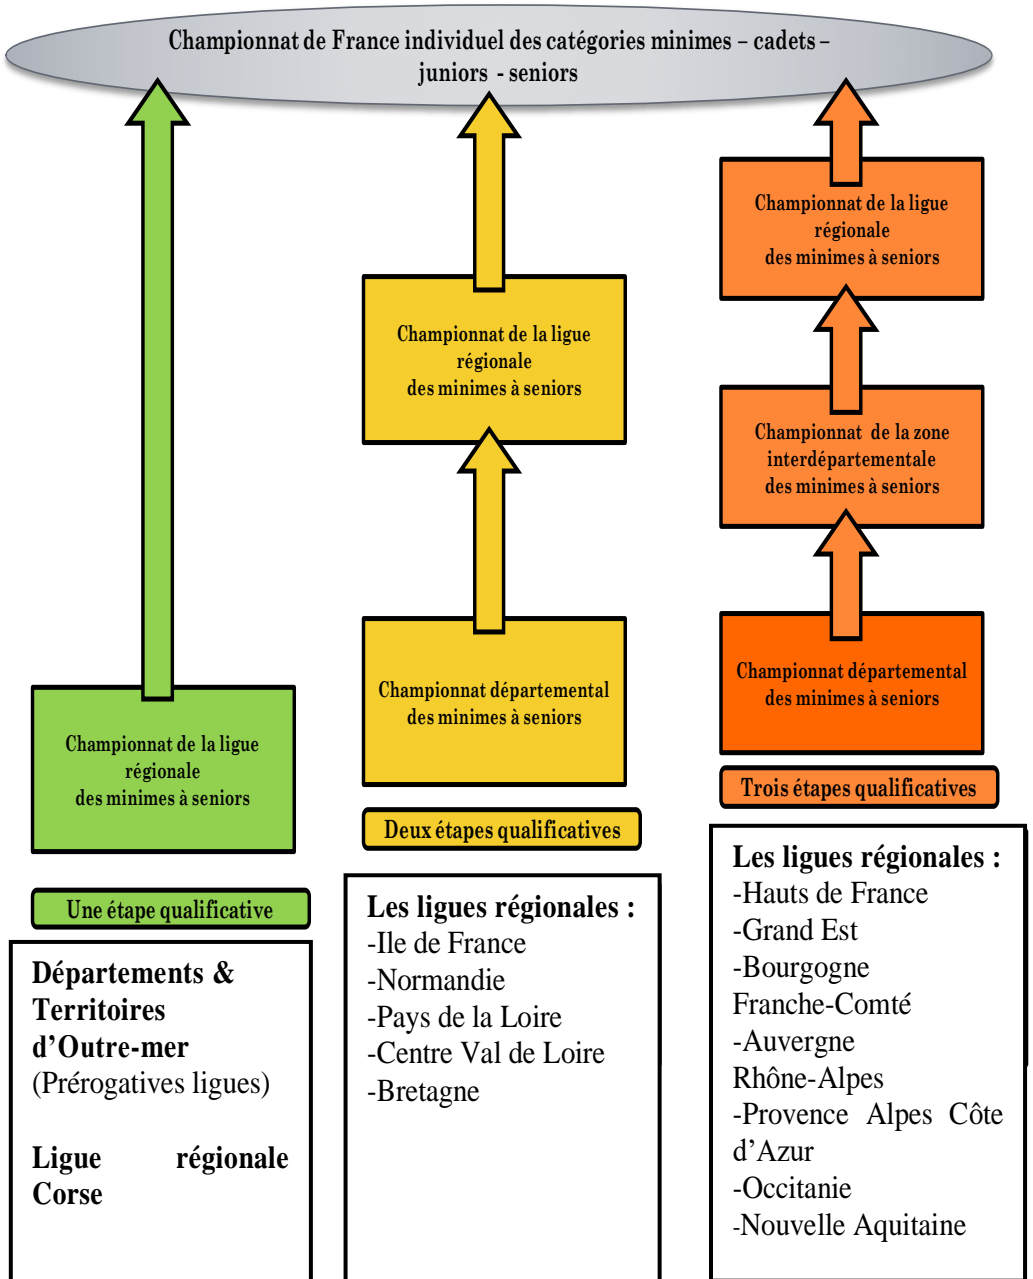 Championnat de France individuel des catégories minimes – cadets –
juniors - seniors
Championnat de la ligue
régionale
des minimes à seniors
Une étape qualificative
Départements &
Territoires
d’Outre-mer
(Prérogatives ligues)
Ligue régionale
Corse
Championnat de la ligue
régionale
des minimes à seniors
Championnat départemental
des minimes à seniors
Deux étapes qualificatives
Les ligues régionales :
-Ile de France
-Normandie
-Pays de la Loire
-Centre Val de Loire
-Bretagne
Championnat de la ligue
régionale
des minimes à seniors
Championnat de la zone
interdépartementale
des minimes à seniors
Championnat départemental
des minimes à seniors
Trois étapes qualificatives
Les ligues régionales :
-Hauts de France
-Grand Est
-Bourgogne
Franche-Comté
-Auvergne
Rhône-Alpes
-Provence Alpes Côte
d’Azur
-Occitanie
-Nouvelle Aquitaine